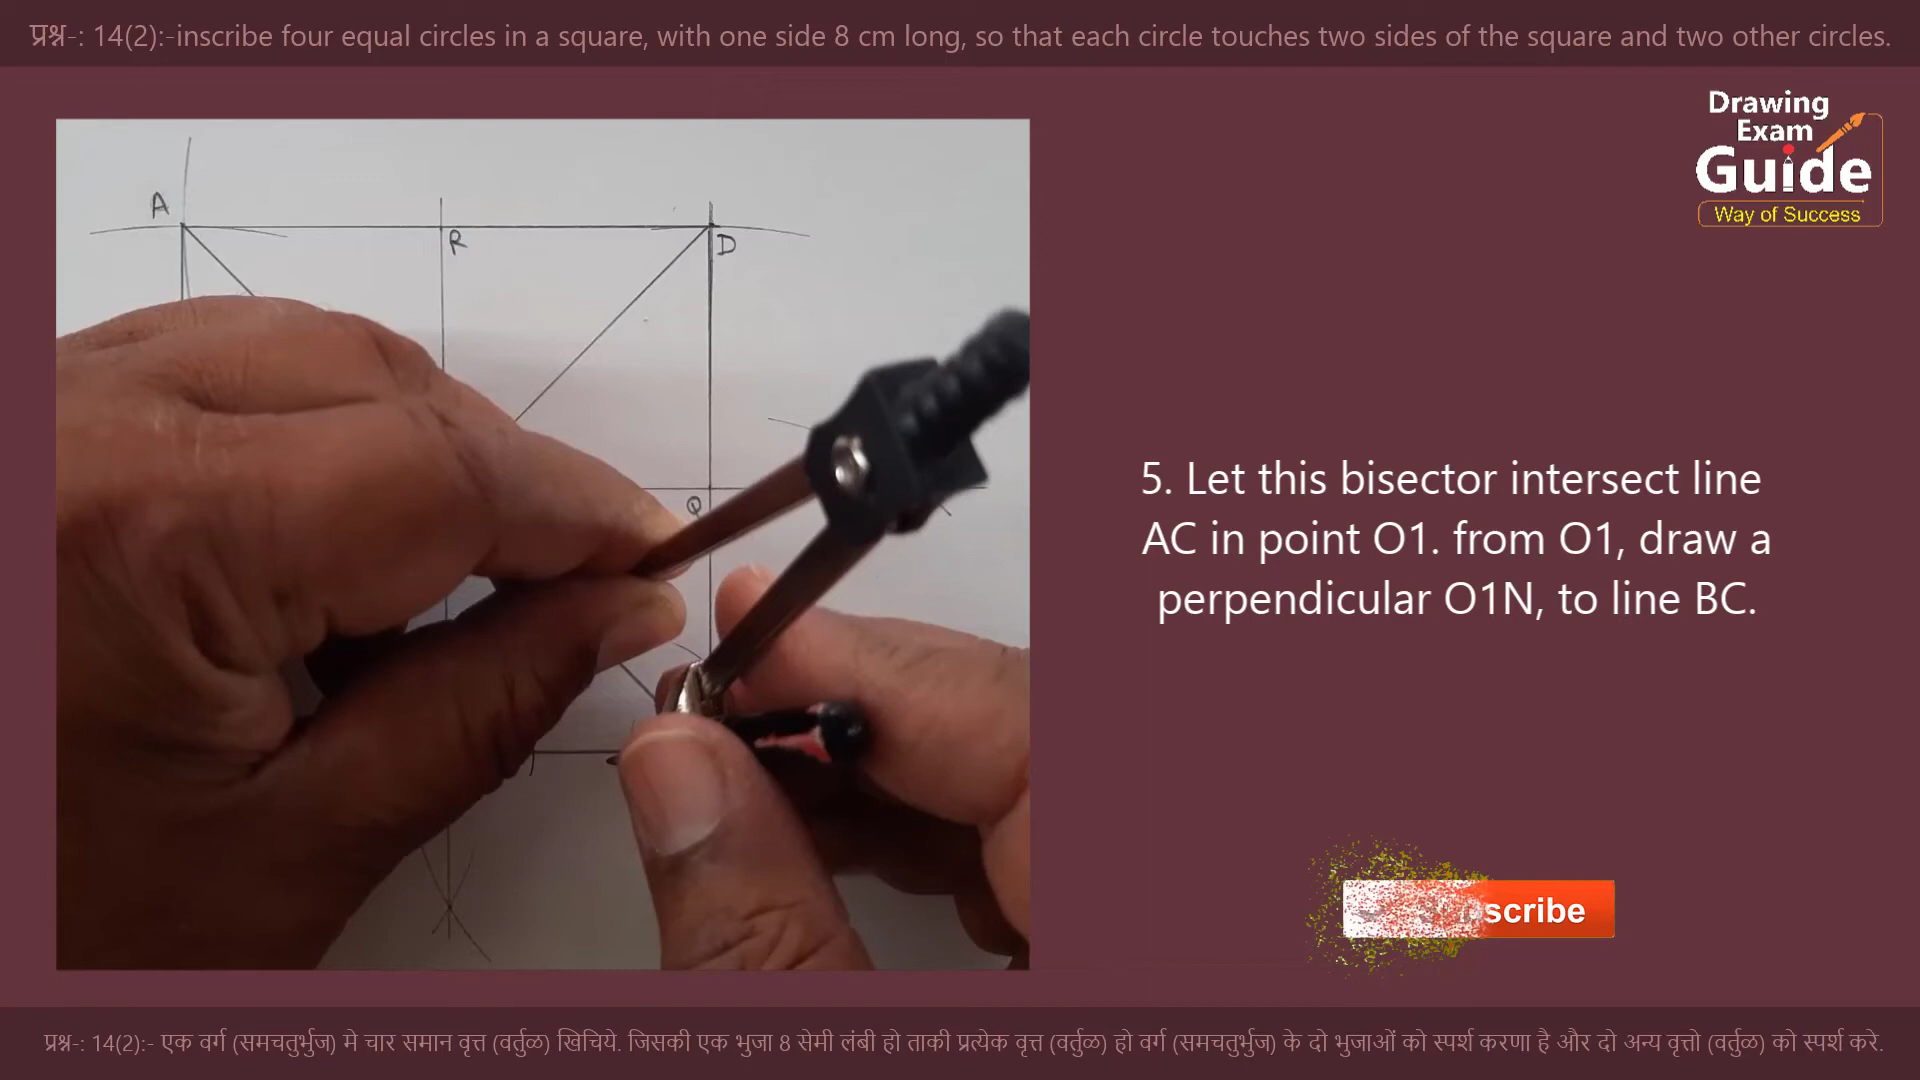 प्रश्न-: 14(2):-inscribe four equal circles in a square, with one side 8 cm long, so that each circle touches two sides of the square and two other circles.
Drawing
Exam
Guide
Way of Success
A
R
D
Q
5. Let this bisector intersect line
AC in point O1. from O1, draw a
perpendicular O1N, to line BC.
scribe
प्रश्न-: 14(2):- एक वर्ग (समचतुर्भुज) मे चार समान वृत्त (वर्तुळ) खिचिये. जिसकी एक भुजा 8 सेमी लंबी हो ताकी प्रत्येक वृत्त (वर्तुळ) हो वर्ग (समचतुर्भुज) के दो भुजाओं को स्पर्श करणा है और दो अन्य वृत्तो (वर्तुळ) को स्पर्श करे.